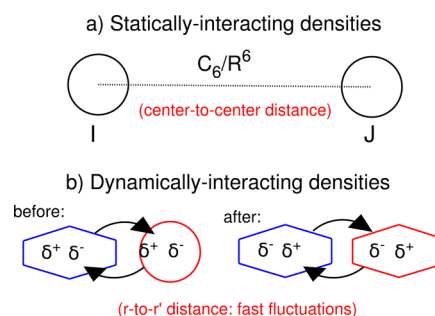 a) Statically-interacting densities
C₆/R⁶
(center-to-center distance)
I J
b) Dynamically-interacting densities
before: after:
δ⁺ δ⁻ δ⁺ δ⁻ δ⁻ δ⁺ δ⁻ δ⁺
(r-to-r' distance: fast fluctuations)